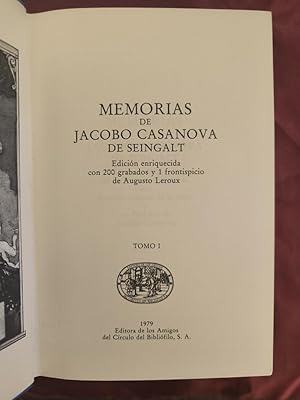 MEMORIAS
DE
JACOBO CASANOVA
DE SEINGALT
Edición enriquecida
con 200 grabados y 1 frontispicio
de Augusto Leroux
TOMO I
1979
Editora de los Amigos
del Círculo del Bibliófilo, S. A.